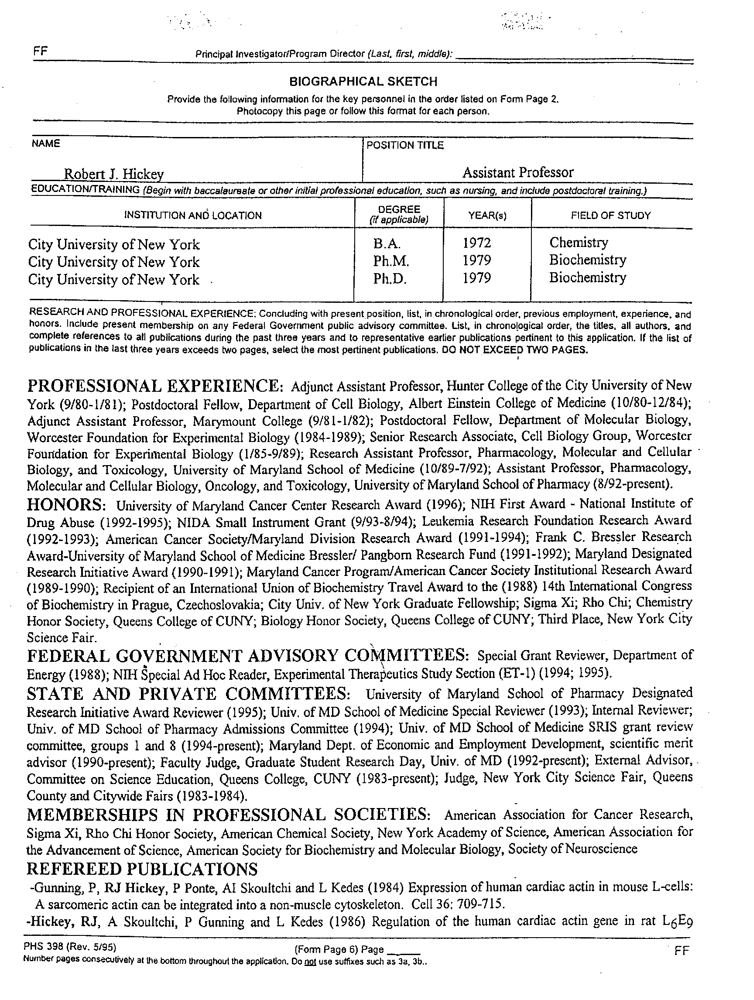 FF
Principal Investigator/Program Director (Last, first, middle):
BIOGRAPHICAL SKETCH
Provide the following information for the key personnel in the order listed on Form Page 2.
Photocopy this page or follow this format for each person.
NAME
POSITION TITLE
Robert J. Hickey
Assistant Professor
EDUCATION/TRAINING (Begin with baccalaureate or other initial professional education, such as nursing, and include postdoctoral training.)
INSTITUTION AND LOCATION
DEGREE
(if applicable)
YEAR(s)
FIELD OF STUDY
City University of New York B.A. 1972 Chemistry
City University of New York Ph.M. 1979 Biochemistry
City University of New York Ph.D. 1979 Biochemistry
RESEARCH AND PROFESSIONAL EXPERIENCE: Concluding with present position, list, in chronological order, previous employment, experience, and
honors. Include present membership on any Federal Government public advisory committee. List, in chronological order, the titles, all authors, and
complete references to all publications during the past three years and to representative earlier publications pertinent to this application. If the list of
publications in the last three years exceeds two pages, select the most pertinent publications. DO NOT EXCEED TWO PAGES.
PROFESSIONAL EXPERIENCE: Adjunct Assistant Professor, Hunter College of the City University of New
York (9/80-1/81); Postdoctoral Fellow, Department of Cell Biology, Albert Einstein College of Medicine (10/80-12/84);
Adjunct Assistant Professor, Marymount College (9/81-1/82); Postdoctoral Fellow, Department of Molecular Biology,
Worcester Foundation for Experimental Biology (1984-1989); Senior Research Associate, Cell Biology Group, Worcester
Foundation for Experimental Biology (1/85-9/89); Research Assistant Professor, Pharmacology, Molecular and Cellular
Biology, and Toxicology, University of Maryland School of Medicine (10/89-7/92); Assistant Professor, Pharmacology,
Molecular and Cellular Biology, Oncology, and Toxicology, University of Maryland School of Pharmacy (8/92-present).
HONORS: University of Maryland Cancer Center Research Award (1996); NIH First Award - National Institute of
Drug Abuse (1992-1995); NIDA Small Instrument Grant (9/93-8/94); Leukemia Research Foundation Research Award
(1992-1993); American Cancer Society/Maryland Division Research Award (1991-1994); Frank C. Bressler Research
Award-University of Maryland School of Medicine Bressler/ Pangborn Research Fund (1991-1992); Maryland Designated
Research Initiative Award (1990-1991); Maryland Cancer Program/American Cancer Society Institutional Research Award
(1989-1990); Recipient of an International Union of Biochemistry Travel Award to the (1988) 14th International Congress
of Biochemistry in Prague, Czechoslovakia; City Univ. of New York Graduate Fellowship; Sigma Xi; Rho Chi; Chemistry
Honor Society, Queens College of CUNY; Biology Honor Society, Queens College of CUNY; Third Place, New York City
Science Fair.
FEDERAL GOVERNMENT ADVISORY COMMITTEES: Special Grant Reviewer, Department of
Energy (1988); NIH Special Ad Hoc Reader, Experimental Therapeutics Study Section (ET-1) (1994; 1995).
STATE AND PRIVATE COMMITTEES: University of Maryland School of Pharmacy Designated
Research Initiative Award Reviewer (1995); Univ. of MD School of Medicine Special Reviewer (1993); Internal Reviewer;
Univ. of MD School of Pharmacy Admissions Committee (1994); Univ. of MD School of Medicine SRIS grant review
committee, groups 1 and 8 (1994-present); Maryland Dept. of Economic and Employment Development, scientific merit
advisor (1990-present); Faculty Judge, Graduate Student Research Day, Univ. of MD (1992-present); External Advisor,
Committee on Science Education, Queens College, CUNY (1983-present); Judge, New York City Science Fair, Queens
County and Citywide Fairs (1983-1984).
MEMBERSHIPS IN PROFESSIONAL SOCIETIES: American Association for Cancer Research,
Sigma Xi, Rho Chi Honor Society, American Chemical Society, New York Academy of Science, American Association for
the Advancement of Science, American Society for Biochemistry and Molecular Biology, Society of Neuroscience
REFEREED PUBLICATIONS
-Gunning, P, RJ Hickey, P Ponte, AI Skoultchi and L Kedes (1984) Expression of human cardiac actin in mouse L-cells:
A sarcomeric actin can be integrated into a non-muscle cytoskeleton. Cell 36: 709-715.
-Hickey, RJ, A Skoultchi, P Gunning and L Kedes (1986) Regulation of the human cardiac actin gene in rat L6E9
PHS 398 (Rev. 5/95) (Form Page 6) Page FF
Number pages consecutively at the bottom throughout the application. Do not use suffixes such as 3a, 3b..